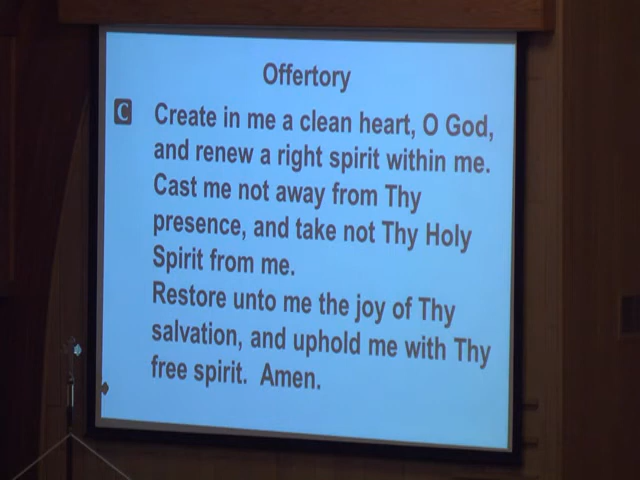 Offertory
C Create in me a clean heart, O God,
and renew a right spirit within me.
Cast me not away from Thy
presence, and take not Thy Holy
Spirit from me.
Restore unto me the joy of Thy
salvation, and uphold me with Thy
free spirit. Amen.